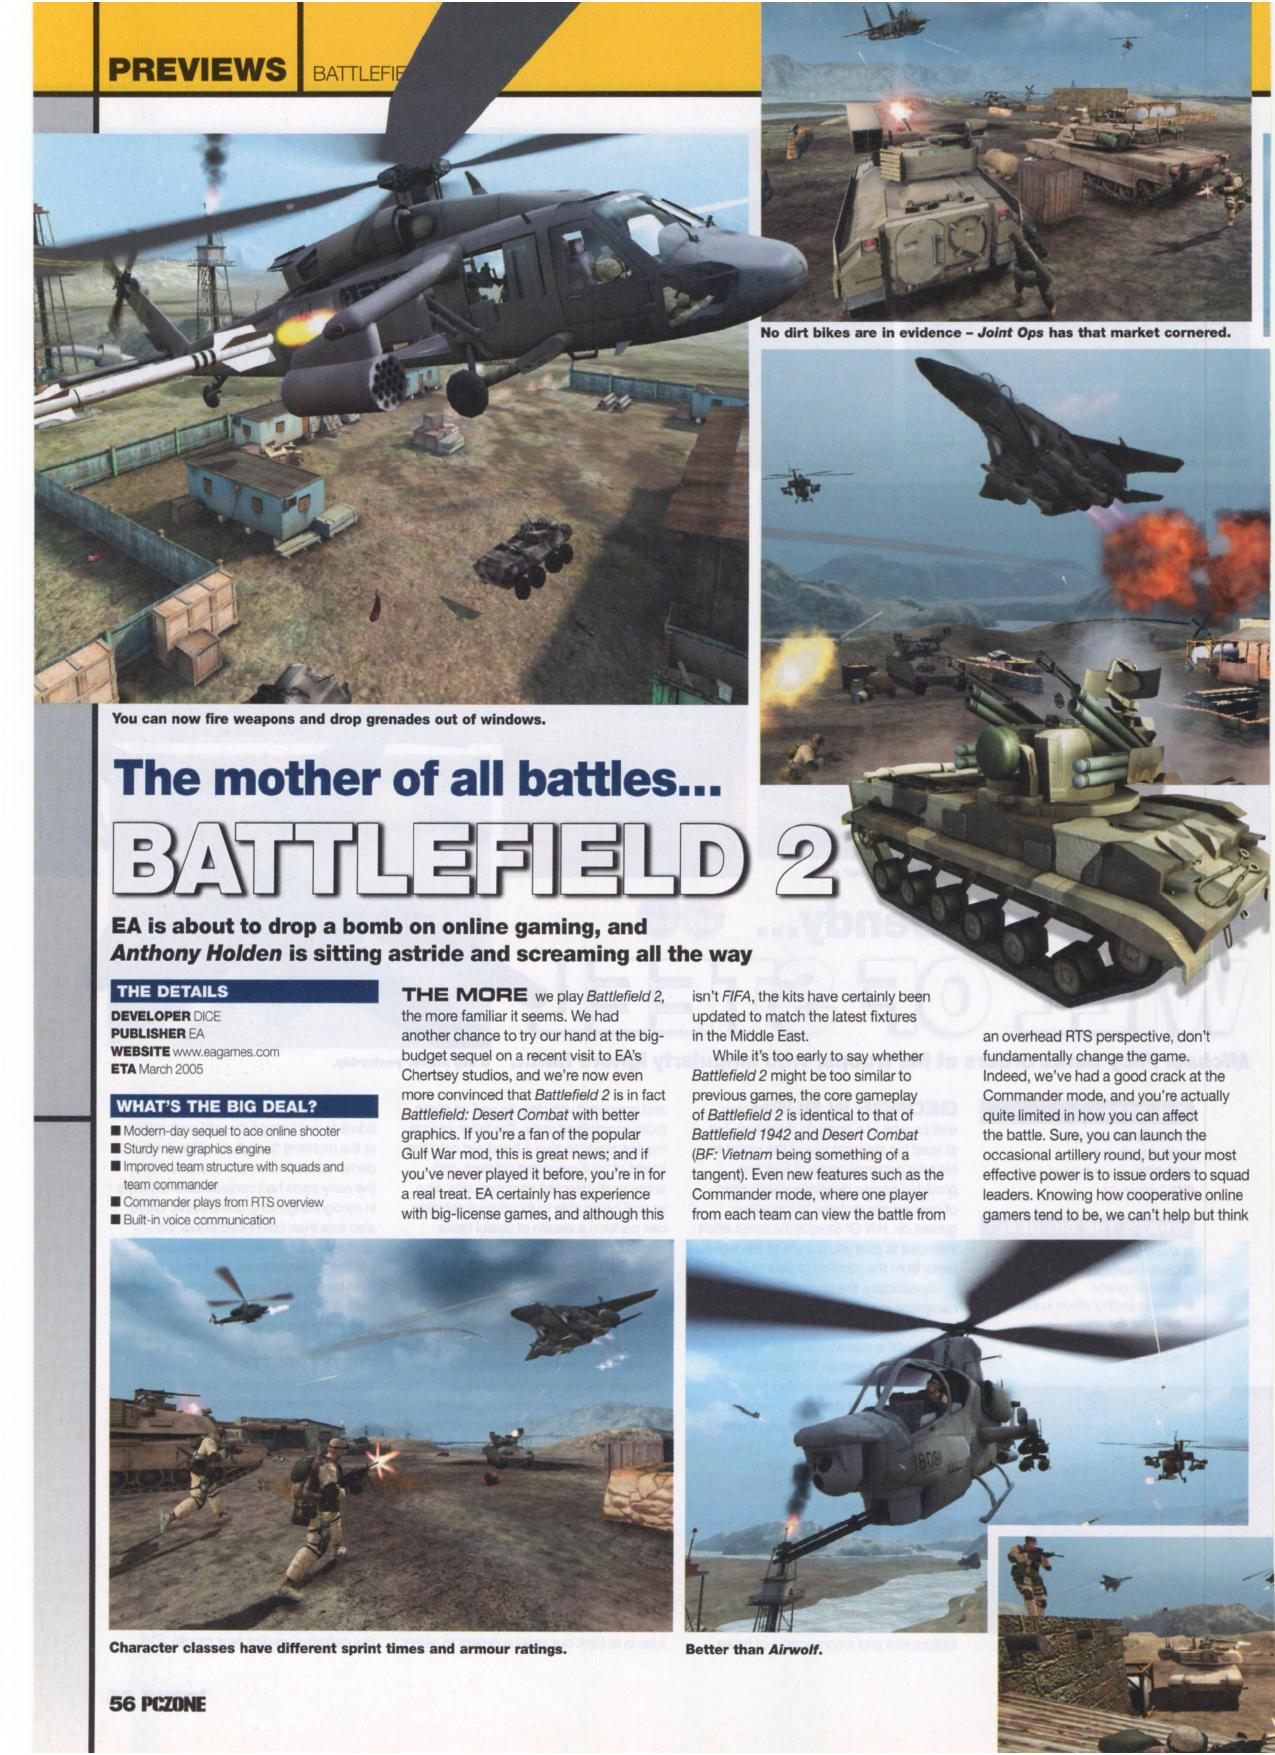 PREVIEWS
BATTLEFIE
No dirt bikes are in evidence – Joint Ops has that market cornered.
You can now fire weapons and drop grenades out of windows.
The mother of all battles...
BATTLEFIELD 2
EA is about to drop a bomb on online gaming, and
Anthony Holden is sitting astride and screaming all the way
THE DETAILS
DEVELOPER DICE
PUBLISHER EA
WEBSITE www.eagames.com
ETA March 2005
WHAT'S THE BIG DEAL?
■ Modern-day sequel to ace online shooter
■ Sturdy new graphics engine
■ Improved team structure with squads and
team commander
■ Commander plays from RTS overview
■ Built-in voice communication
THE MORE we play Battlefield 2,
the more familiar it seems. We had
another chance to try our hand at the big-
budget sequel on a recent visit to EA's
Chertsey studios, and we're now even
more convinced that Battlefield 2 is in fact
Battlefield: Desert Combat with better
graphics. If you're a fan of the popular
Gulf War mod, this is great news; and if
you've never played it before, you're in for
a real treat. EA certainly has experience
with big-license games, and although this
isn't FIFA, the kits have certainly been
updated to match the latest fixtures
in the Middle East.
While it's too early to say whether
Battlefield 2 might be too similar to
previous games, the core gameplay
of Battlefield 2 is identical to that of
Battlefield 1942 and Desert Combat
(BF: Vietnam being something of a
tangent). Even new features such as the
Commander mode, where one player
from each team can view the battle from
an overhead RTS perspective, don't
fundamentally change the game.
Indeed, we've had a good crack at the
Commander mode, and you're actually
quite limited in how you can affect
the battle. Sure, you can launch the
occasional artillery round, but your most
effective power is to issue orders to squad
leaders. Knowing how cooperative online
gamers tend to be, we can't help but think
Character classes have different sprint times and armour ratings.
Better than Airwolf.
56 PCZONE